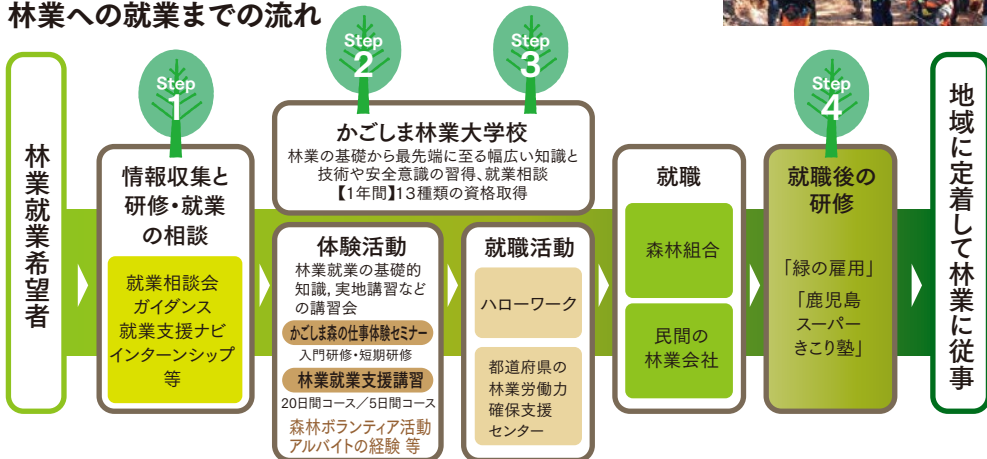 林業への就業までの流れ
林業就業希望者
Step
1
情報収集と
研修・就業
の相談
就業相談会
ガイダンス
就業支援ナビ
インターンシップ
等
Step
2
Step
3
かごしま林業大学校
林業の基礎から最先端に至る幅広い知識と
技術や安全意識の習得、就業相談
【1年間】13種類の資格取得
体験活動
林業就業の基礎的
知識，実地講習など
の講習会
かごしま森の仕事体験セミナー
入門研修・短期研修
林業就業支援講習
20日間コース／5日間コース
森林ボランティア活動
アルバイトの経験 等
就職活動
ハローワーク
都道府県の
林業労働力
確保支援
センター
就職
森林組合
民間の
林業会社
Step
4
就職後の
研修
「緑の雇用」
「鹿児島
スーパー
きこり塾」
地域に定着して林業に従事